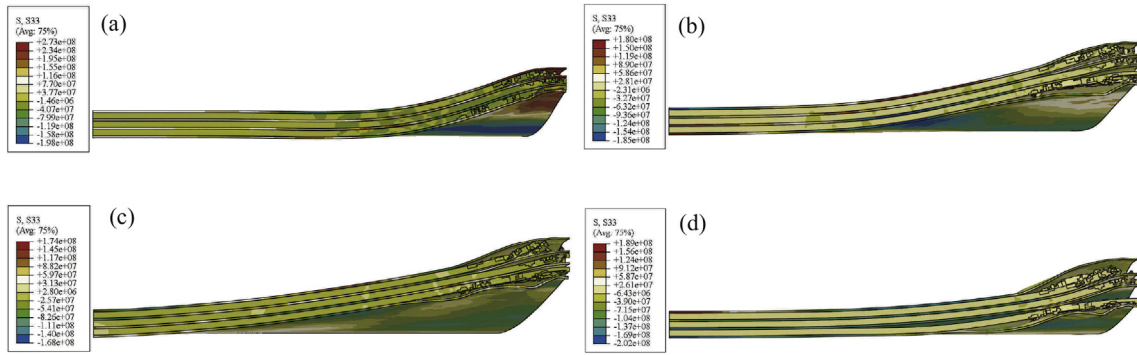 (a)
S, S33
(Avg: 75%)
+2.73e+08
+2.34e+08
+1.95e+08
+1.55e+08
+1.16e+08
+7.70e+07
+3.77e+07
-1.46e+06
-4.07e+07
-7.99e+07
-1.19e+08
-1.58e+08
-1.98e+08
(b)
S, S33
(Avg: 75%)
+1.80e+08
+1.50e+08
+1.19e+08
+8.90e+07
+5.86e+07
+2.81e+07
-2.31e+06
-3.27e+07
-6.32e+07
-9.36e+07
-1.24e+08
-1.54e+08
-1.85e+08
(c)
S, S33
(Avg: 75%)
+1.74e+08
+1.45e+08
+1.17e+08
+8.82e+07
+5.97e+07
+3.13e+07
+2.80e+06
-2.57e+07
-5.41e+07
-8.26e+07
-1.11e+08
-1.40e+08
-1.68e+08
(d)
S, S33
(Avg: 75%)
+1.89e+08
+1.56e+08
+1.24e+08
+9.12e+07
+5.87e+07
+2.61e+07
-6.43e+06
-3.90e+07
-7.15e+07
-1.04e+08
-1.37e+08
-1.69e+08
-2.02e+08